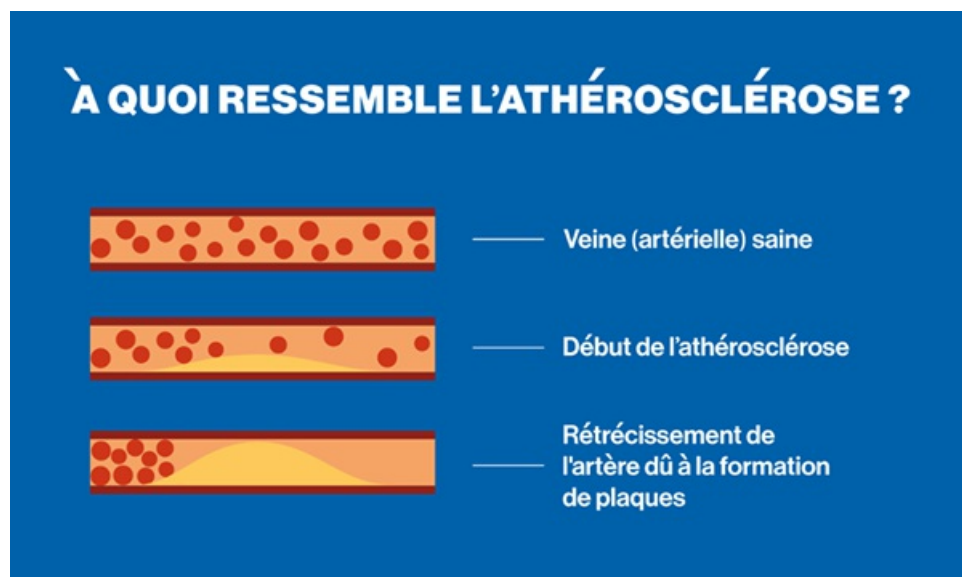 À QUOI RESSEMBLE L'ATHÉROSCLÉROSE ?
Veine (artérielle) saine
Début de l'athérosclérose
Rétrécissement de
l'artère dû à la formation
de plaques